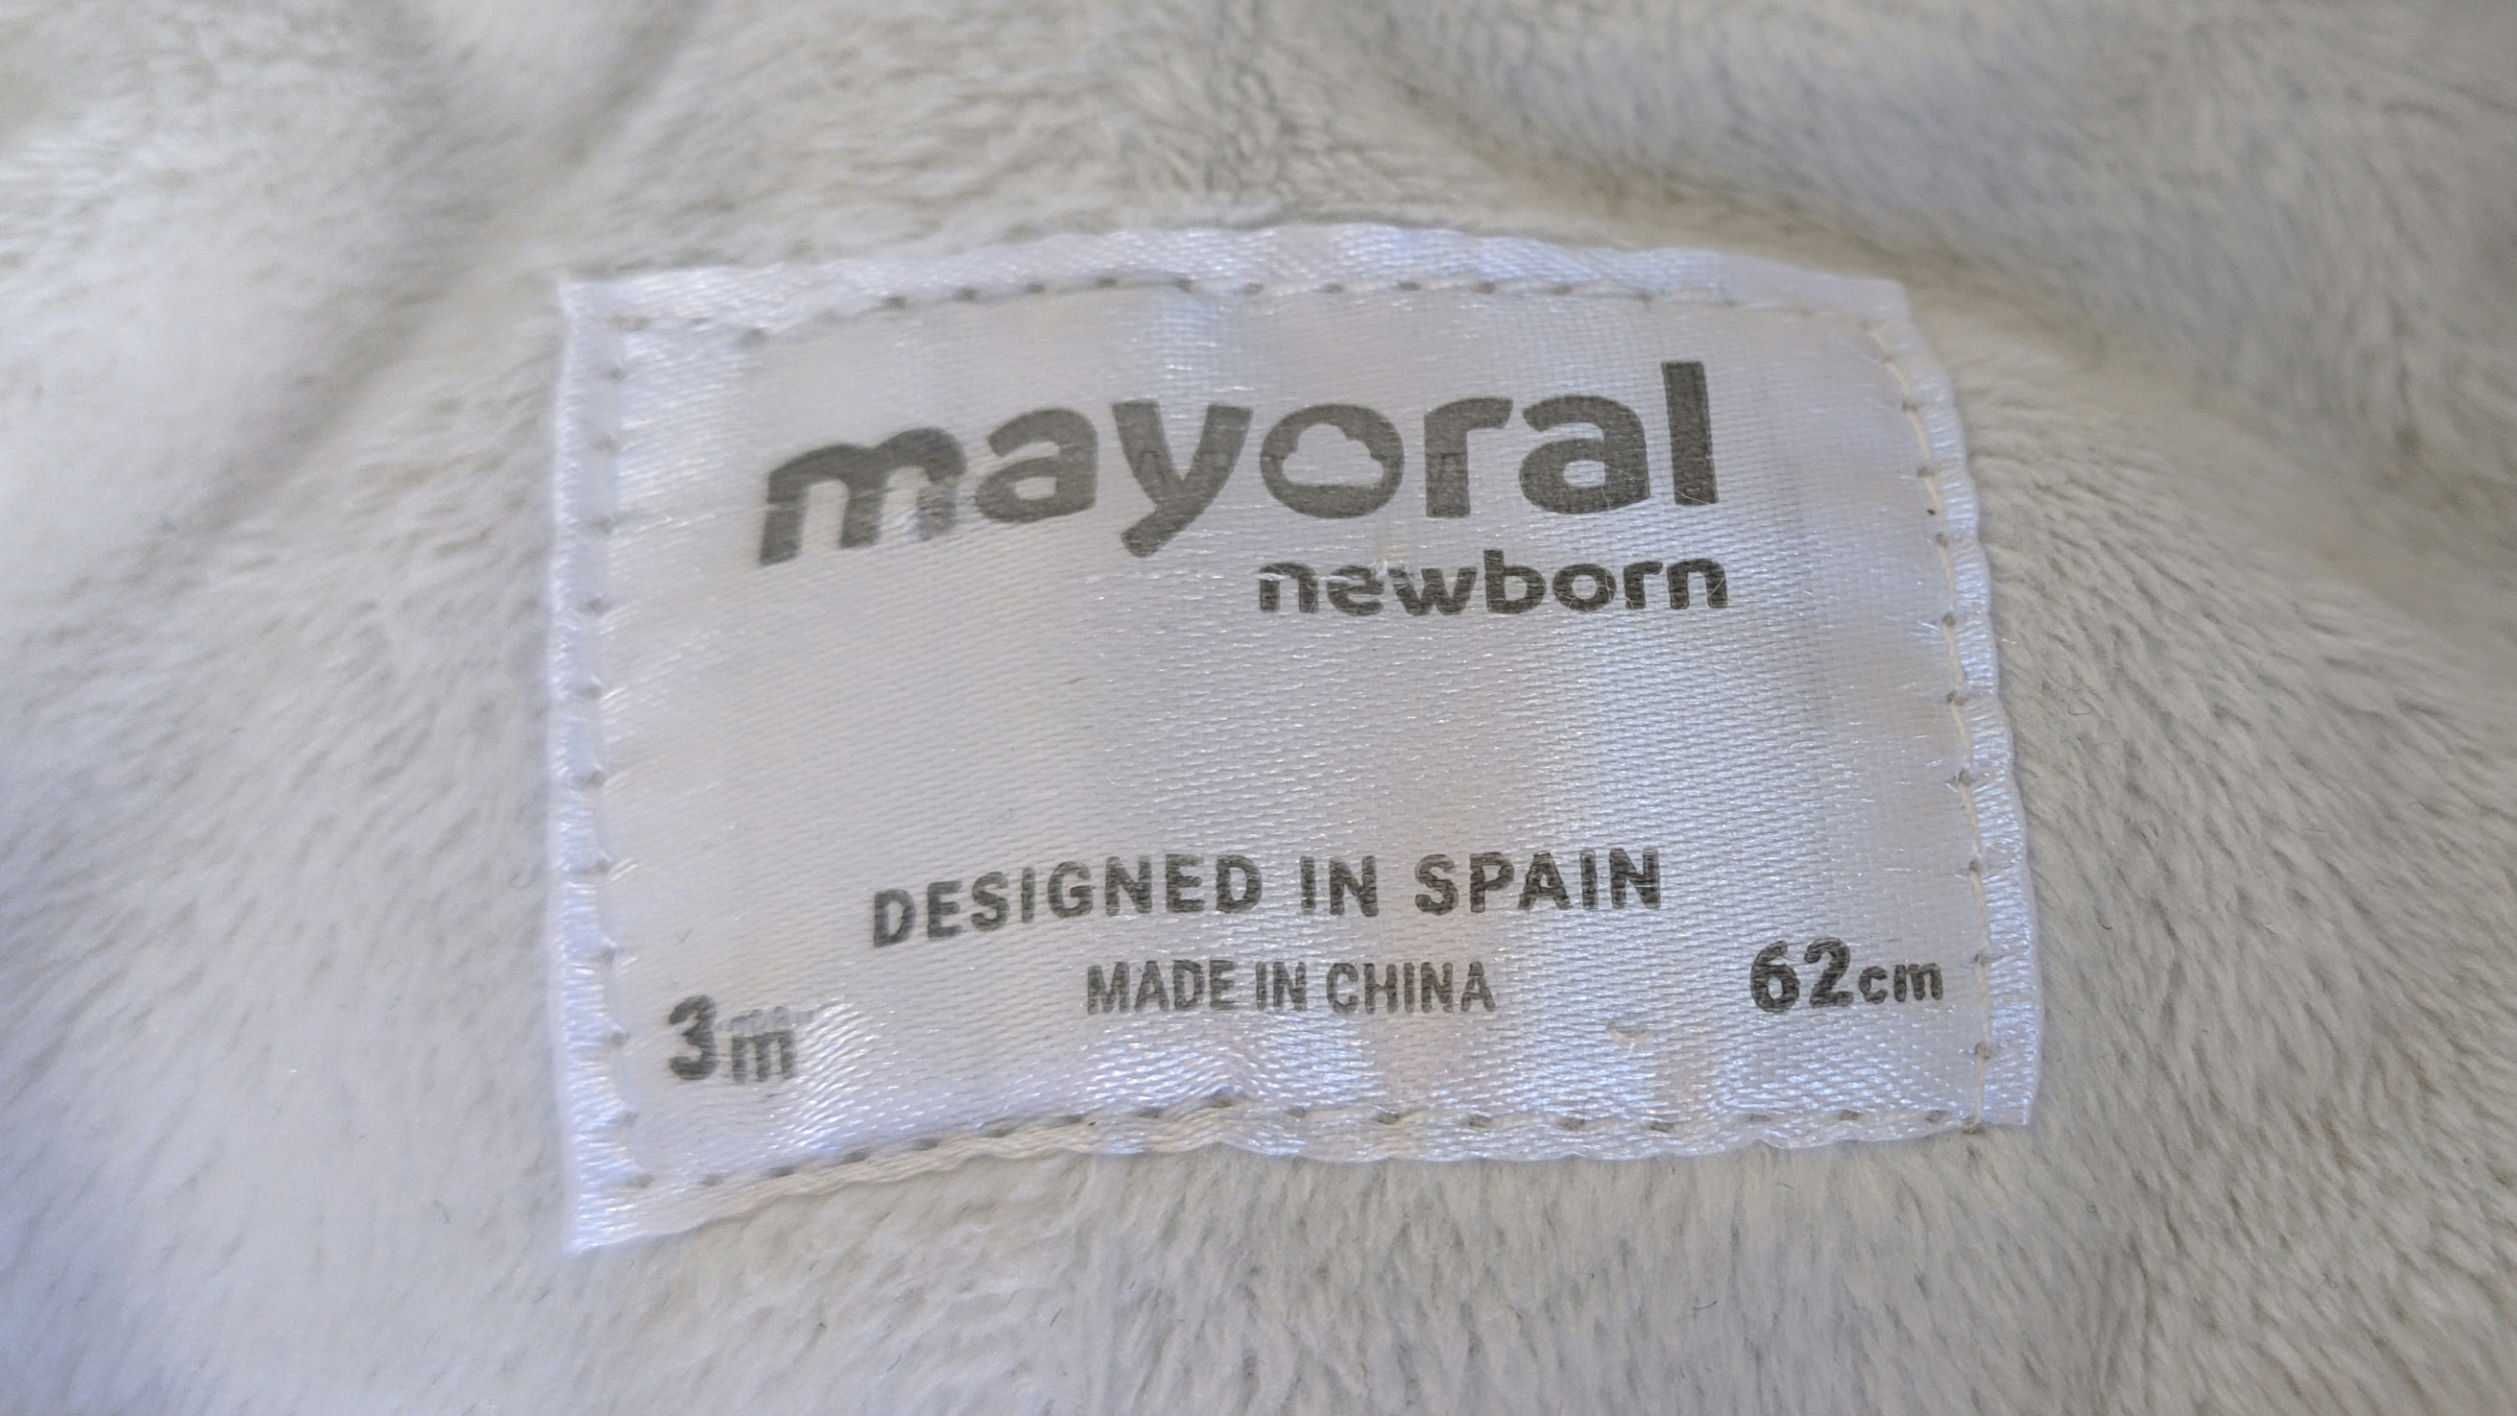 mayoral
newborn
DESIGNED IN SPAIN
MADE IN CHINA
3m
62cm